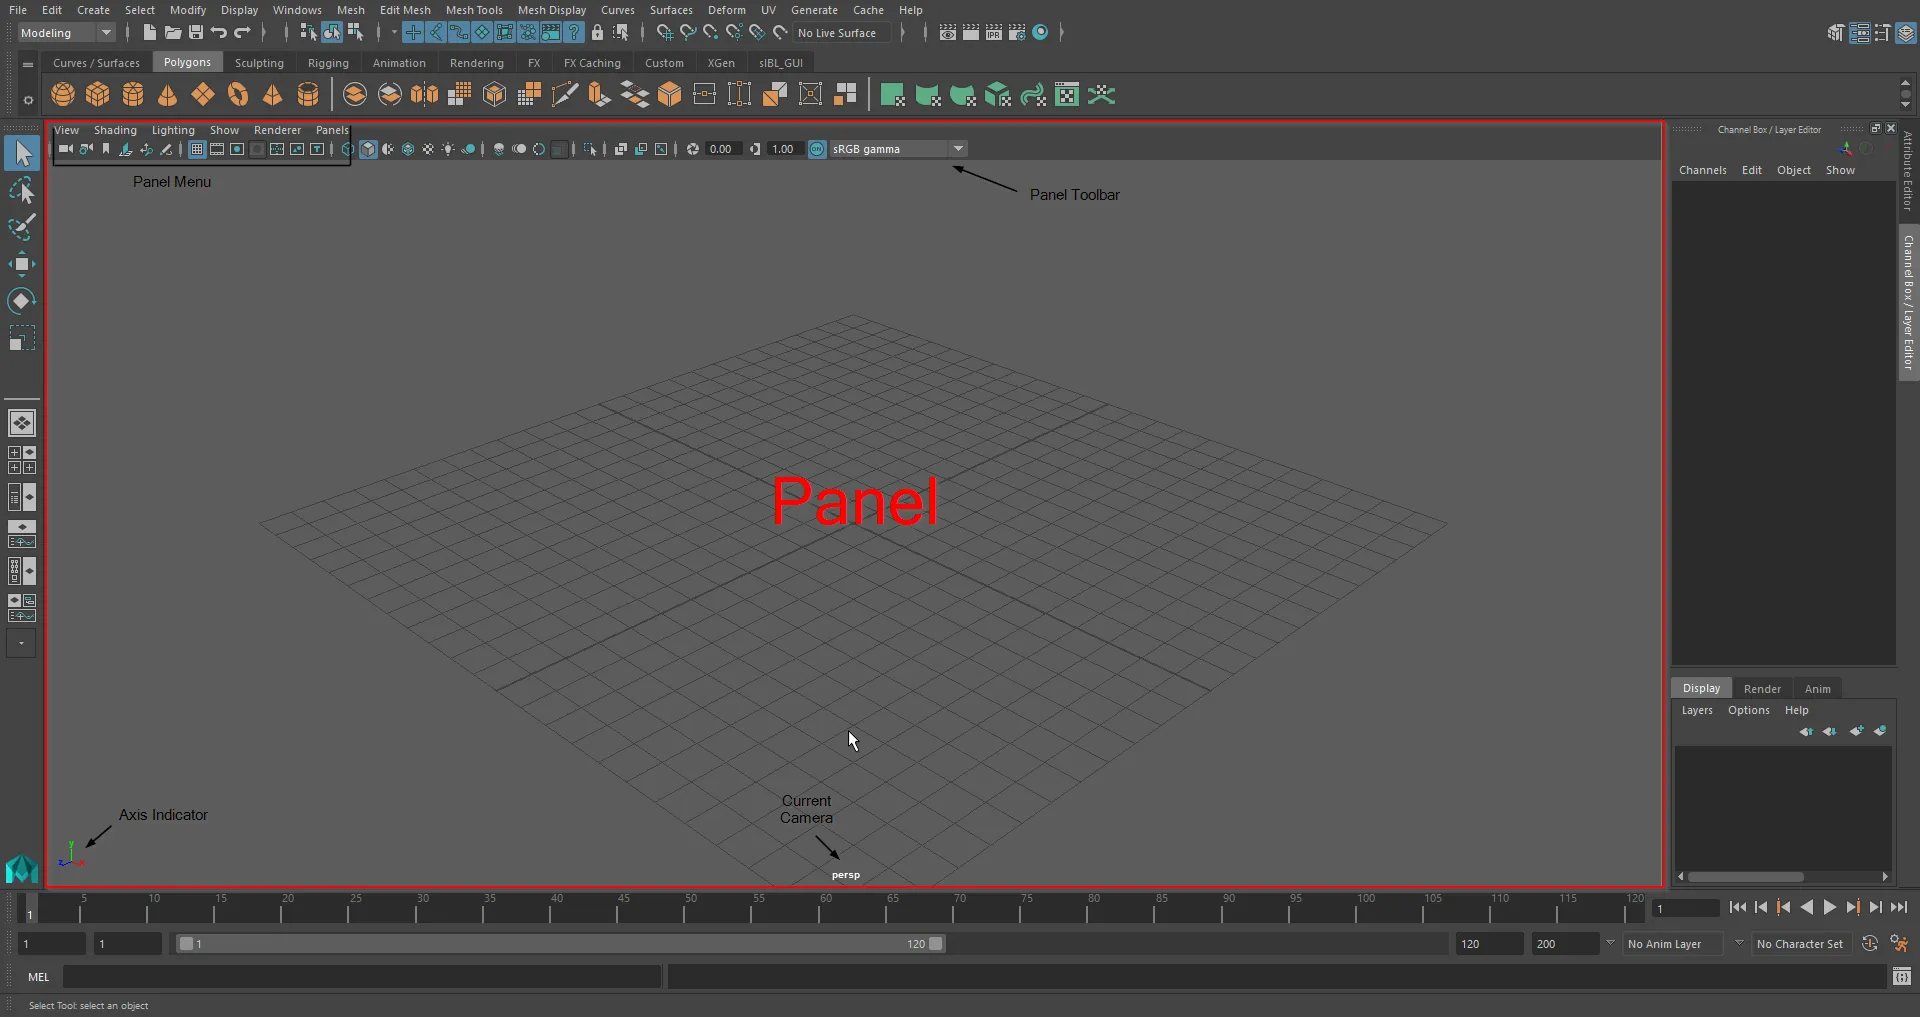 File Edit Create Select Modify Display Windows Mesh Edit Mesh Mesh Tools Mesh Display Curves Surfaces Deform UV Generate Cache Help
Modeling No Live Surface IPR
Curves / Surfaces Polygons Sculpting Rigging Animation Rendering FX FX Caching Custom XGen sIBL_GUI
View Shading Lighting Show Renderer Panels
0.00 1.00 ON sRGB gamma
Panel Menu
Panel Toolbar
Panel
Axis Indicator
Current
Camera
y
z
x
persp
Channel Box / Layer Editor
Channels Edit Object Show
Attribute Editor
Channel Box / Layer Editor
Display Render Anim
Layers Options Help
1 5 10 15 20 25 30 35 40 45 50 55 60 65 70 75 80 85 90 95 100 105 110 115 120 1
1 1 1 120 120 200 No Anim Layer No Character Set
MEL
Select Tool: select an object